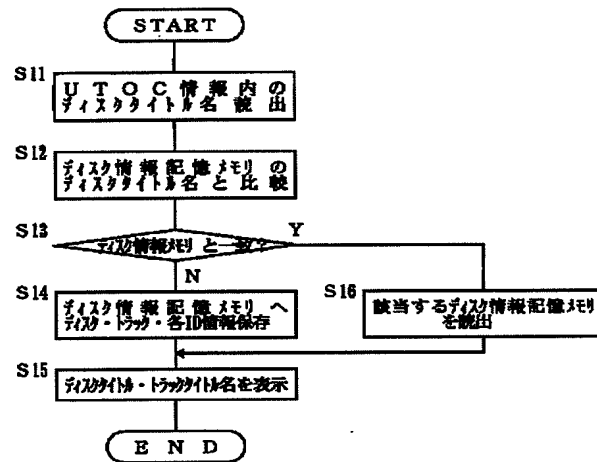 START
S11
UTOC情報内の
ディスクタイトル名読出
S12
ディスク情報記憶メモリの
ディスクタイトル名と比較
S13
ディスク情報メモリと一致?
Y
N
S14
ディスク情報記憶メモリへ
ディスク・トラック・各ID情報保存
S16
該当するディスク情報記憶メモリ
を読出
S15
ディスクタイトル・トラックタイトル名を表示
END